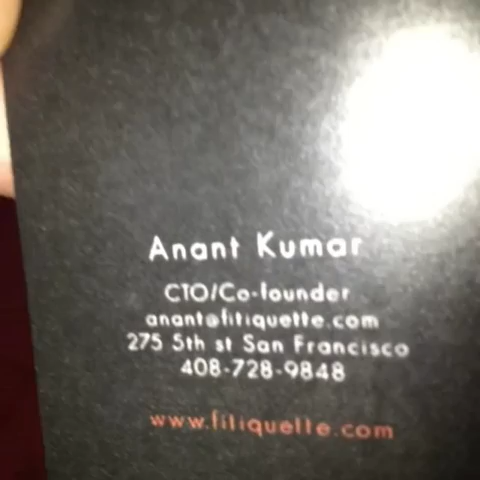 Anant Kumar
CTO/Co-founder
anant@fitiquette.com
275 5th st San Francisco
408-728-9848
www.fitiquette.com